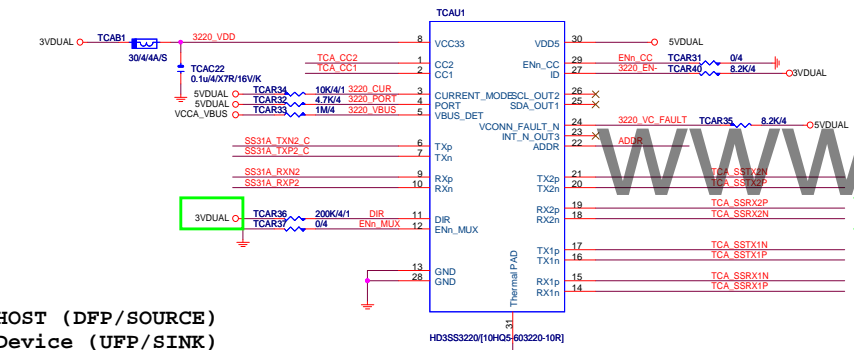 TCAU1
3VDUAL
TCAB1
3220_VDD
30/4/4A/S
TCAC22
0.1u/4/X7R/16V/K
TCA_CC2
TCA_CC1
5VDUAL
TCAR34
10K/4/1
3220_CUR
5VDUAL
TCAR32
4.7K/4
3220_PORT
VCCA_VBUS
TCAR33
1M/4
3220_VBUS
SS31A_TXN2_C
SS31A_TXP2_C
SS31A_RXN2
SS31A_RXP2
3VDUAL
TCAR36
200K/4/1
DIR
TCAR37
0/4
ENn_MUX
8
VCC33
1
CC2
2
CC1
3
CURRENT_MODE
4
PORT
5
VBUS_DET
6
TXp
7
TXn
9
RXp
10
RXn
11
DIR
12
ENn_MUX
13
GND
28
GND
VDD5
30
5VDUAL
ENn_CC
29
ENn_CC
TCAR31
0/4
ID
27
3220_EN-
TCAR40
8.2K/4
3VDUAL
SCL_OUT2
26
SDA_OUT1
25
VCONN_FAULT_N
24
3220_VC_FAULT
TCAR35
8.2K/4
5VDUAL
INT_N_OUT3
23
ADDR
22
ADDR
TX2p
21
TCA_SSTX2N
TX2n
20
TCA_SSTX2P
RX2p
19
TCA_SSRX2P
RX2n
18
TCA_SSRX2N
TX1p
17
TCA_SSTX1N
TX1n
16
TCA_SSTX1P
RX1p
15
TCA_SSRX1N
RX1n
14
TCA_SSRX1P
Thermal PAD
31
HD3SS3220/[10HQ5-603220-10R]
HOST (DFP/SOURCE)
Device (UFP/SINK)
WWW